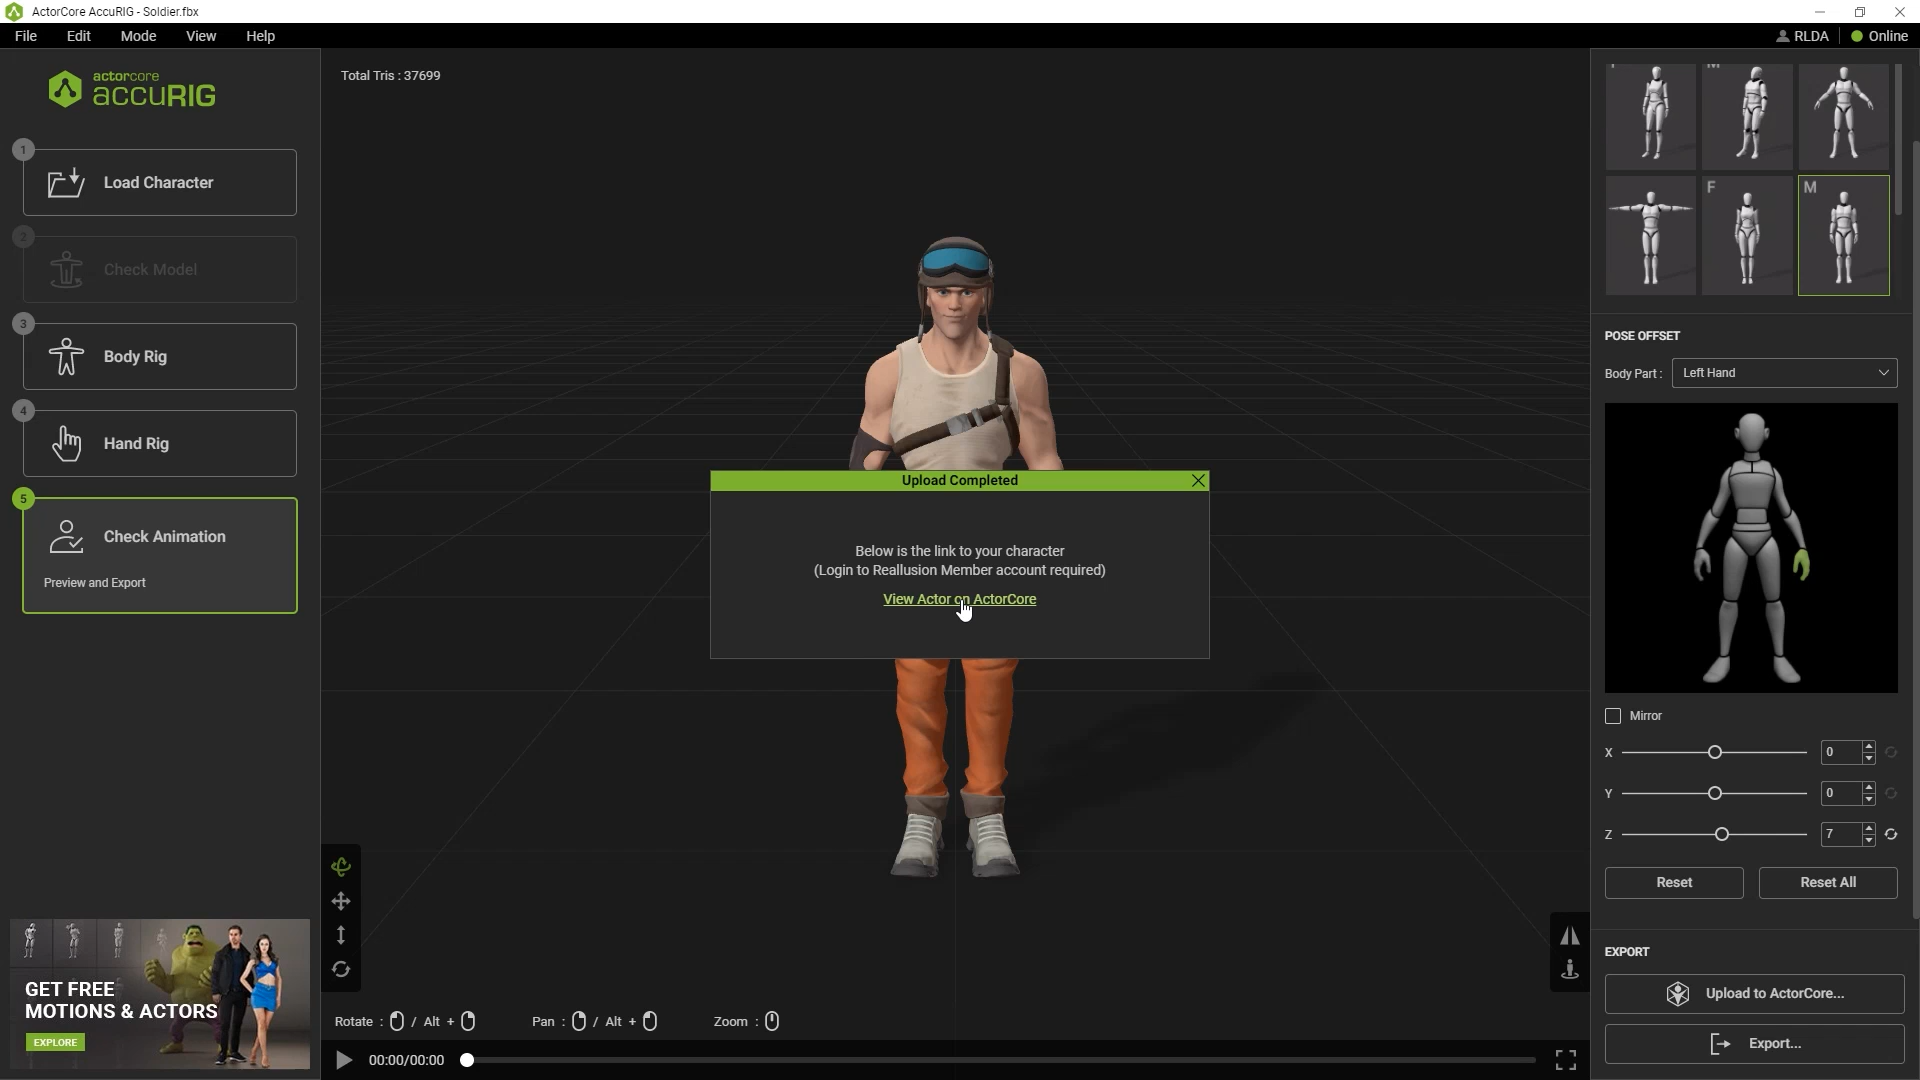 ActorCore AccuRIG - Soldier.fbx
File Edit Mode View Help
RLDA Online
actorcore
accuRIG
1
Load Character
2
Check Model
3
Body Rig
4
Hand Rig
5
Check Animation
Preview and Export
GET FREE
MOTIONS & ACTORS
EXPLORE
Total Tris : 37699
Upload Completed
Below is the link to your character
(Login to Reallusion Member account required)
View Actor on ActorCore
Rotate : / Alt + Pan : / Alt + Zoom :
00:00/00:00
F M
POSE OFFSET
Body Part : Left Hand
Mirror
X 0
Y 0
Z 7
Reset Reset All
EXPORT
Upload to ActorCore...
Export...